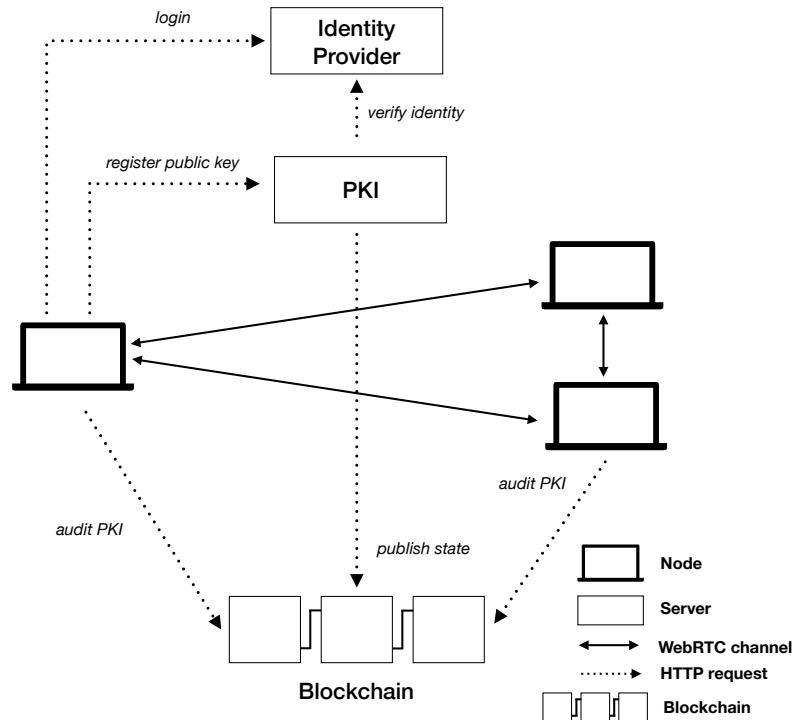 login
Identity
Provider
verify identity
register public key
PKI
audit PKI
audit PKI
publish state
Blockchain
Node
Server
WebRTC channel
HTTP request
Blockchain